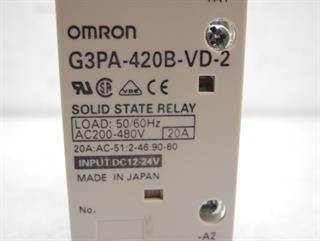 +A1
OMRON
G3PA-420B-VD-2
SOLID STATE RELAY
LOAD: 50/60Hz
AC200-480V 20A
20A:AC-51:2-46:90-60
INPUT:DC12-24V
MADE IN JAPAN
No.
-A2